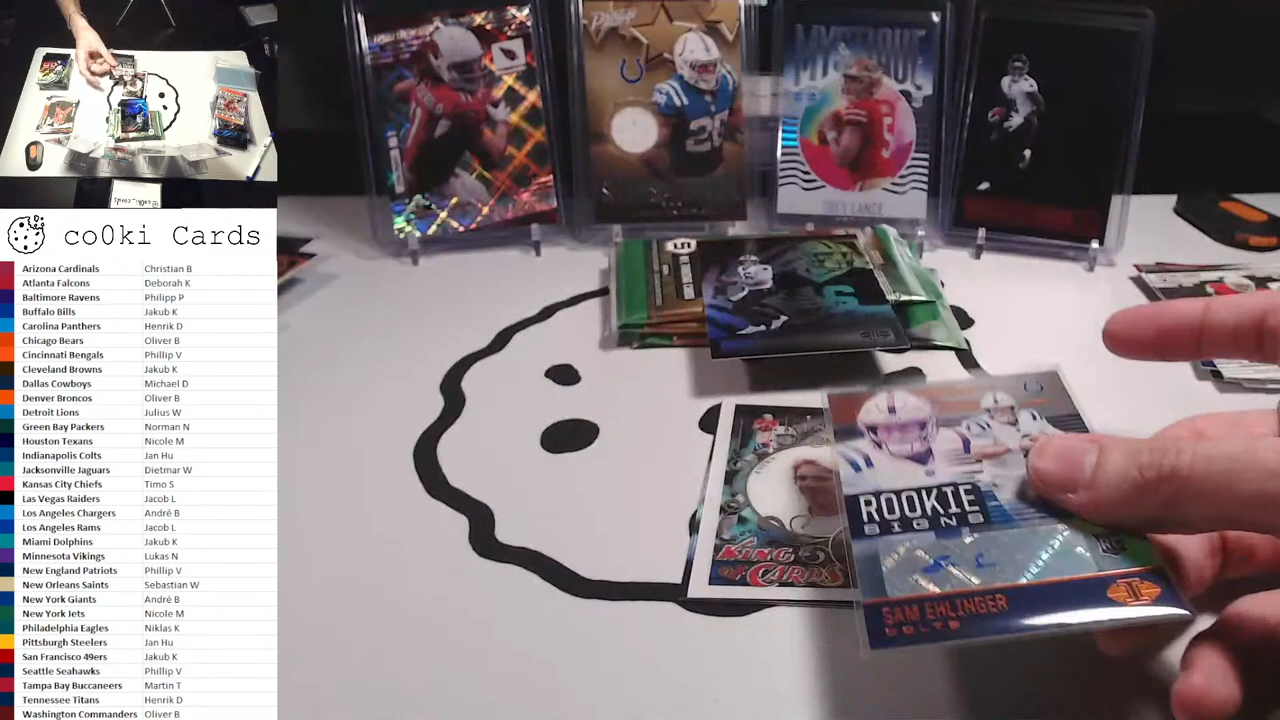 co0ki Cards
Arizona Cardinals Christian B
Atlanta Falcons Deborah K
Baltimore Ravens Philipp P
Buffalo Bills Jakub K
Carolina Panthers Henrik D
Chicago Bears Oliver B
Cincinnati Bengals Phillip V
Cleveland Browns Jakub K
Dallas Cowboys Michael D
Denver Broncos Oliver B
Detroit Lions Julius W
Green Bay Packers Norman N
Houston Texans Nicole M
Indianapolis Colts Jan Hu
Jacksonville Jaguars Dietmar W
Kansas City Chiefs Timo S
Las Vegas Raiders Jacob L
Los Angeles Chargers André B
Los Angeles Rams Jacob L
Miami Dolphins Jakub K
Minnesota Vikings Lukas N
New England Patriots Phillip V
New Orleans Saints Sebastian W
New York Giants André B
New York Jets Nicole M
Philadelphia Eagles Niklas K
Pittsburgh Steelers Jan Hu
San Francisco 49ers Jakub K
Seattle Seahawks Phillip V
Tampa Bay Buccaneers Martin T
Tennessee Titans Henrik D
Washington Commanders Oliver B
MYSTIQUE
5
KING
OF CARDS
ROOKIE
SIGNS
RC
SAM EHLINGER
COLTS